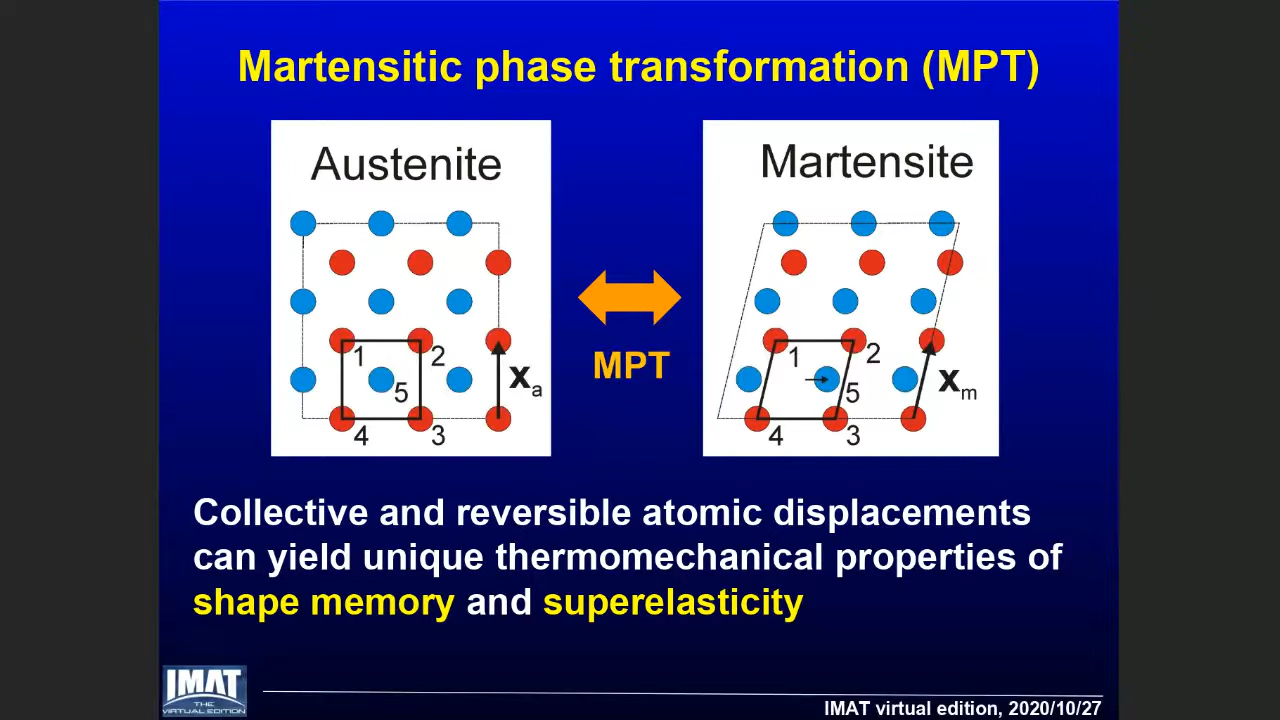 Martensitic phase transformation (MPT)
Austenite
1
2
5
4
3
xa
MPT
Martensite
1
2
5
4
3
xm
Collective and reversible atomic displacements
can yield unique thermomechanical properties of
shape memory and superelasticity
IMAT
THE
VIRTUAL EDITION
IMAT virtual edition, 2020/10/27